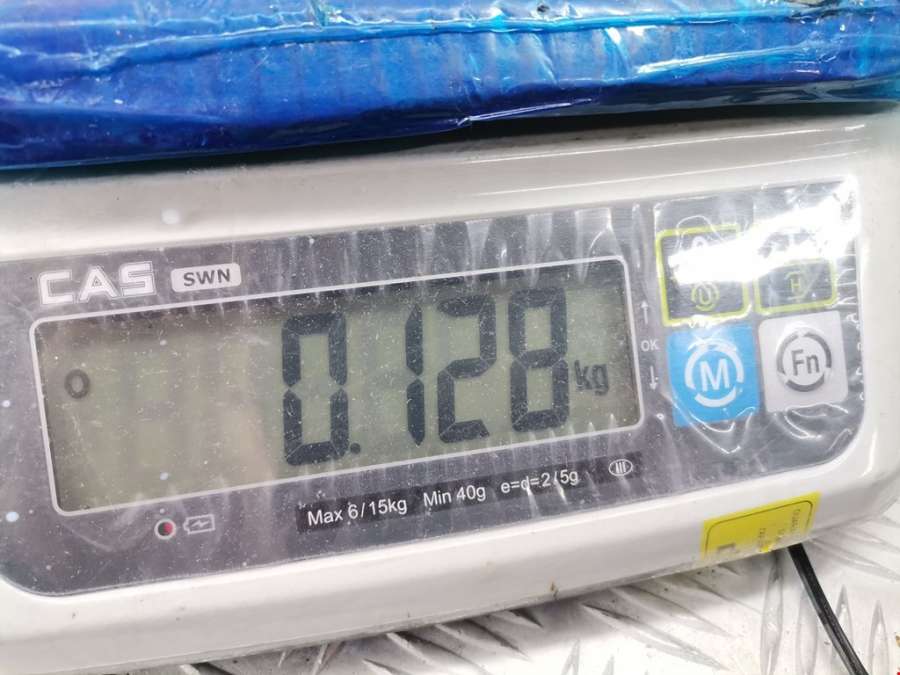 CAS SWN
0.128 kg
OK
M
Fn
H
Max 6/15kg Min 40g e=d=2/5g